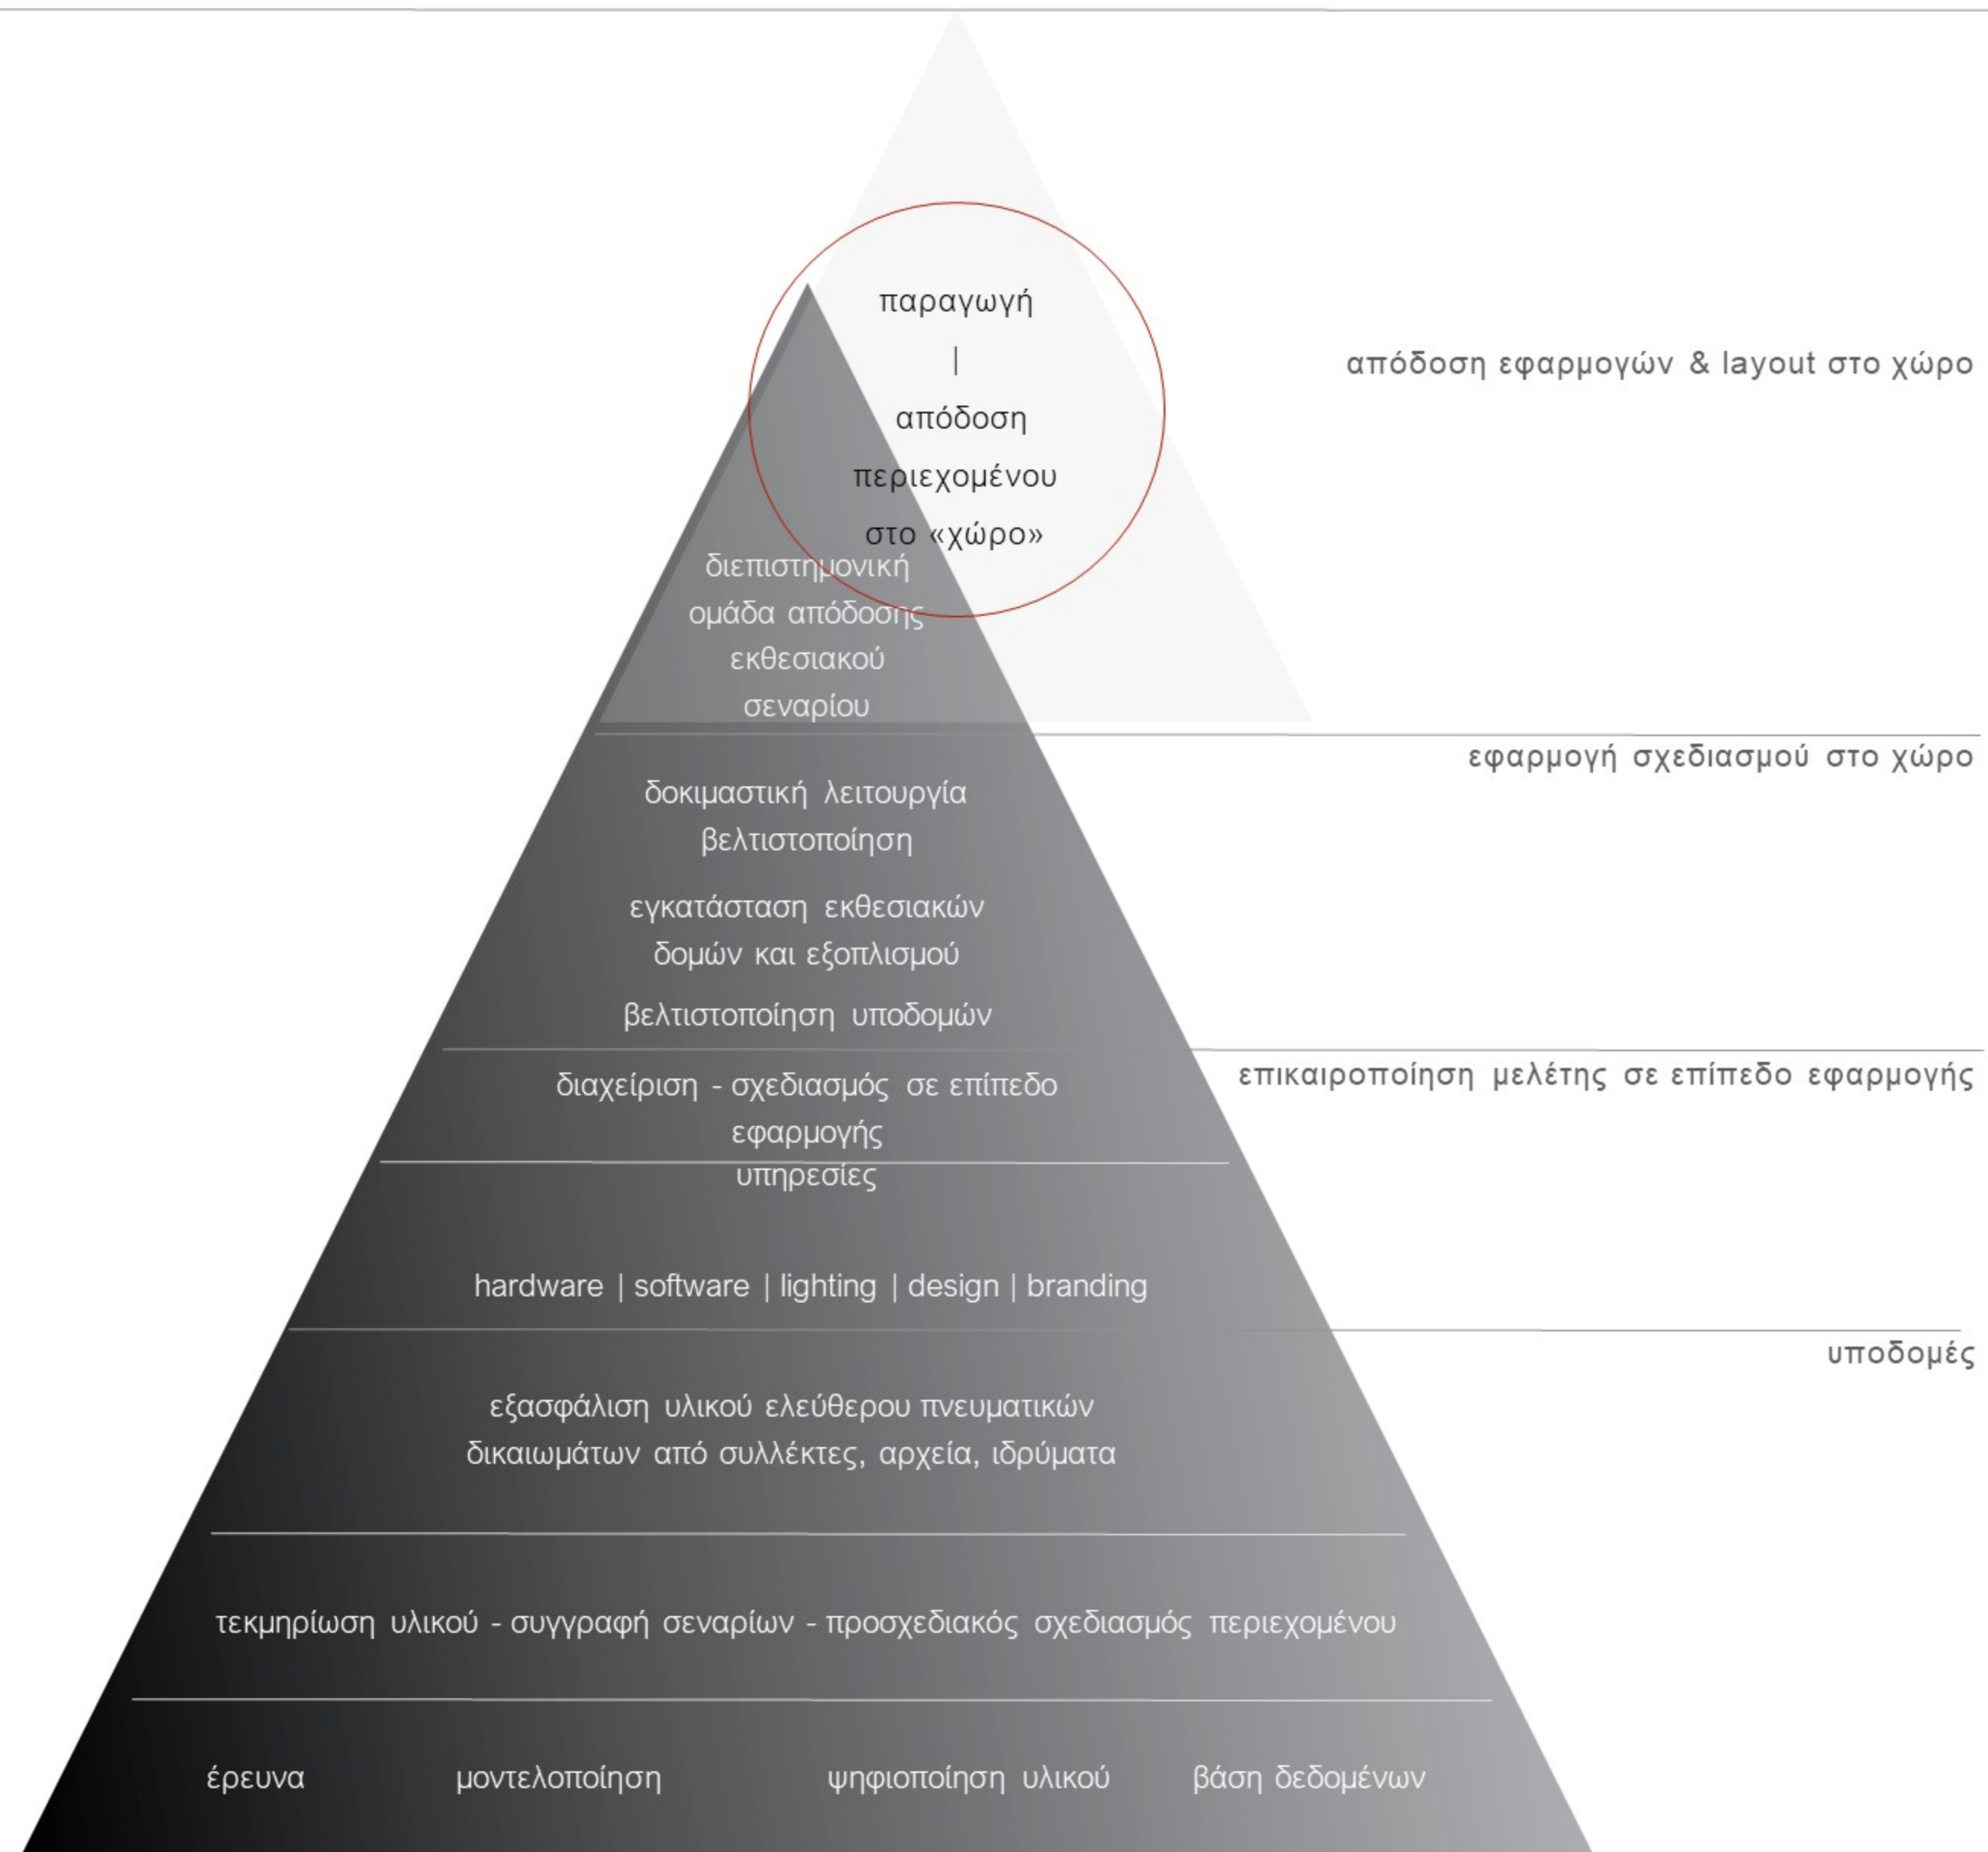 παραγωγή
|
απόδοση εφαρμογών & layout στο χώρο
απόδοση
περιεχομένου
στο «χώρο»
διεπιστημονική
ομάδα απόδοσης
εκθεσιακού
σεναρίου
εφαρμογή σχεδιασμού στο χώρο
δοκιμαστική λειτουργία
βελτιστοποίηση
εγκατάσταση εκθεσιακών
δομών και εξοπλισμού
βελτιστοποίηση υποδομών
επικαιροποίηση μελέτης σε επίπεδο εφαρμογής
διαχείριση - σχεδιασμός σε επίπεδο
εφαρμογής
υπηρεσίες
hardware | software | lighting | design | branding
υποδομές
εξασφάλιση υλικού ελεύθερου πνευματικών
δικαιωμάτων από συλλέκτες, αρχεία, ιδρύματα
τεκμηρίωση υλικού - συγγραφή σεναρίων - προσχεδιακός σχεδιασμός περιεχομένου
έρευνα μοντελοποίηση ψηφιοποίηση υλικού βάση δεδομένων